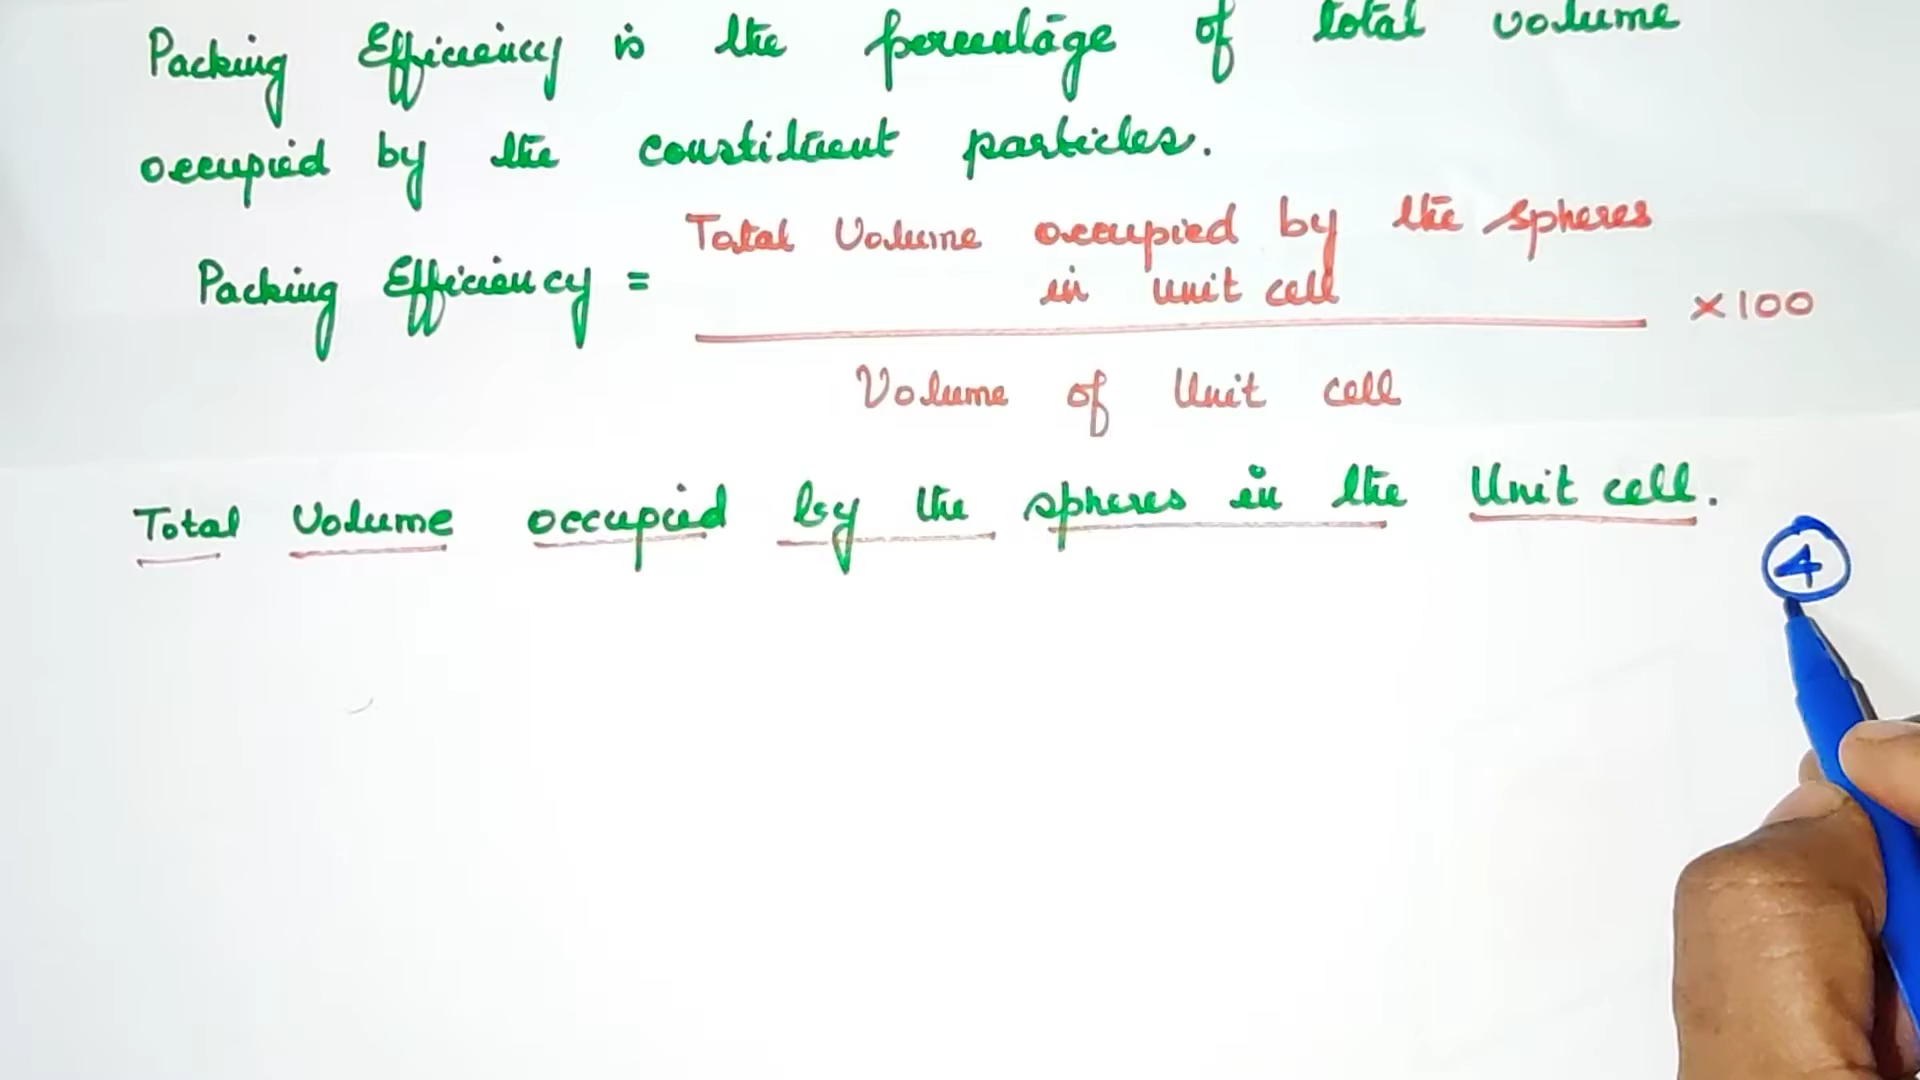 Packing Efficiency is the percentage of total volume
occupied by the constituent particles.
Total Volume occupied by the spheres
in unit cell
Packing Efficiency = ×100
Volume of Unit cell
Total Volume occupied by the spheres in the Unit cell.
4